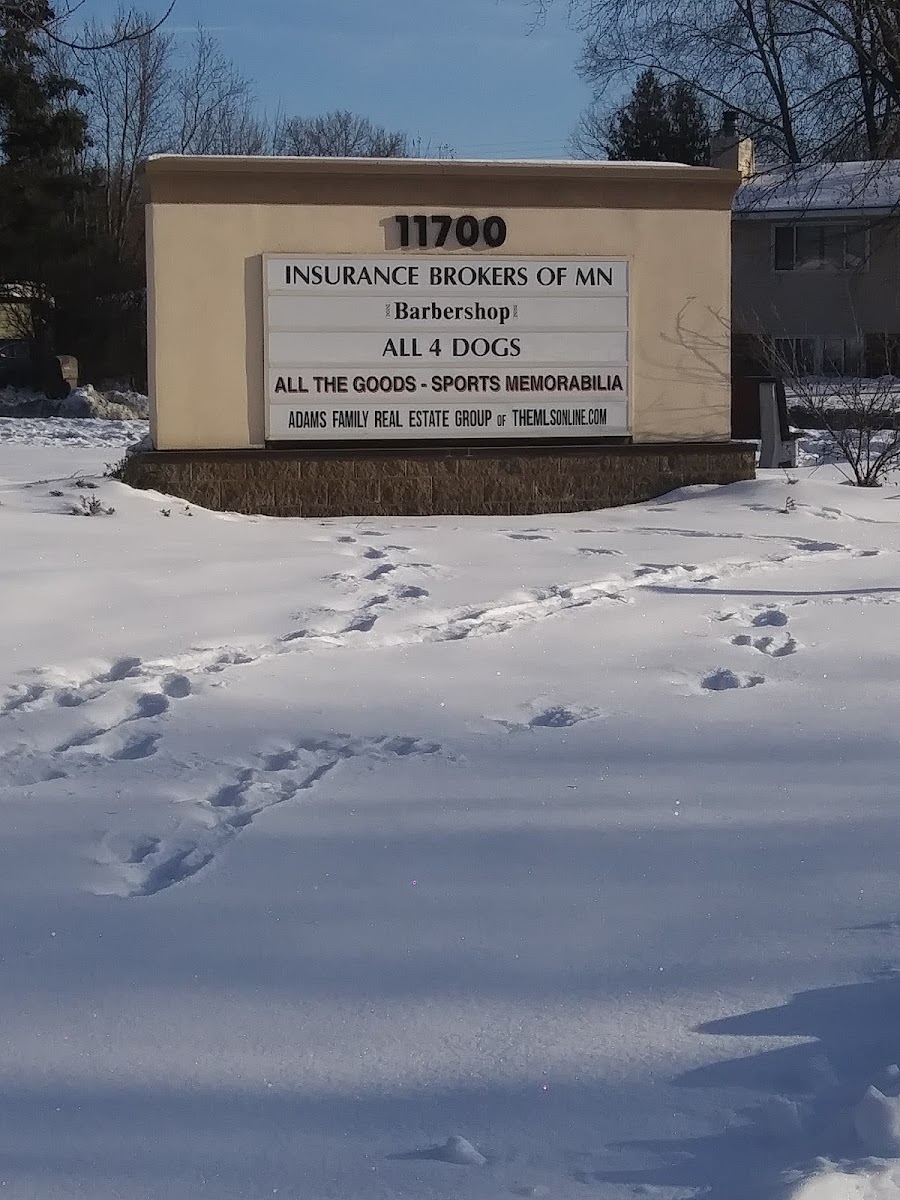 11700
INSURANCE BROKERS OF MN
Barbershop
ALL 4 DOGS
ALL THE GOODS - SPORTS MEMORABILIA
ADAMS FAMILY REAL ESTATE GROUP OF THEMLSONLINE.COM